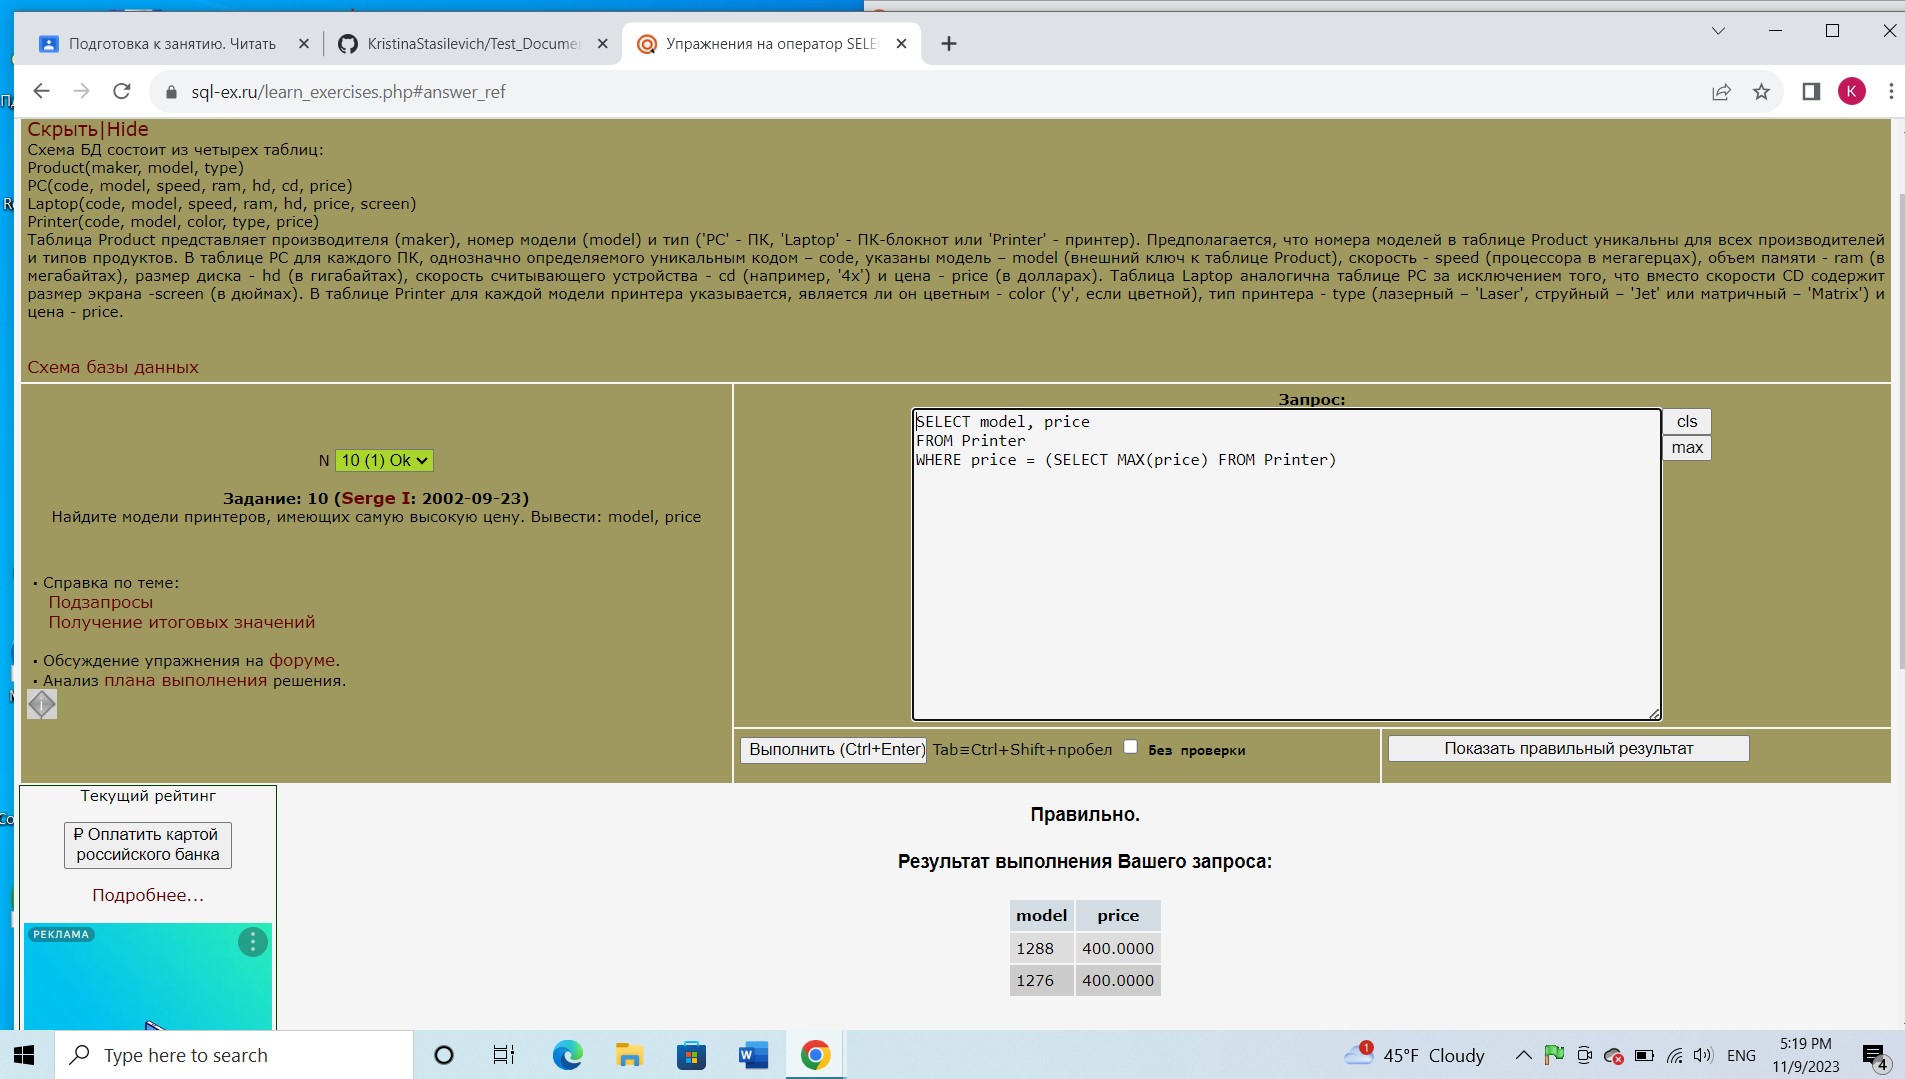 Подготовка к занятию. Читать
KristinaStasilevich/Test_Docume
Упражнения на оператор SELE
sql-ex.ru/learn_exercises.php#answer_ref
K
Скрыть|Hide
Схема БД состоит из четырех таблиц:
Product(maker, model, type)
PC(code, model, speed, ram, hd, cd, price)
Laptop(code, model, speed, ram, hd, price, screen)
Printer(code, model, color, type, price)
Таблица Product представляет производителя (maker), номер модели (model) и тип ('PC' - ПК, 'Laptop' - ПК-блокнот или 'Printer' - принтер). Предполагается, что номера моделей в таблице Product уникальны для всех производителей
и типов продуктов. В таблице PC для каждого ПК, однозначно определяемого уникальным кодом – code, указаны модель – model (внешний ключ к таблице Product), скорость - speed (процессора в мегагерцах), объем памяти - ram (в
мегабайтах), размер диска - hd (в гигабайтах), скорость считывающего устройства - cd (например, '4x') и цена - price (в долларах). Таблица Laptop аналогична таблице РС за исключением того, что вместо скорости CD содержит
размер экрана -screen (в дюймах). В таблице Printer для каждой модели принтера указывается, является ли он цветным - color ('y', если цветной), тип принтера - type (лазерный – 'Laser', струйный – 'Jet' или матричный – 'Matrix') и
цена - price.
Схема базы данных
N 10 (1) Ok
Задание: 10 (Serge I: 2002-09-23)
Найдите модели принтеров, имеющих самую высокую цену. Вывести: model, price
· Справка по теме:
Подзапросы
Получение итоговых значений
· Обсуждение упражнения на форуме.
· Анализ плана выполнения решения.
Запрос:
SELECT model, price
FROM Printer
WHERE price = (SELECT MAX(price) FROM Printer)
cls
max
Выполнить (Ctrl+Enter) Tab≡Ctrl+Shift+пробел Без проверки
Показать правильный результат
Текущий рейтинг
₽ Оплатить картой
российского банка
Подробнее...
РЕКЛАМА
Правильно.
Результат выполнения Вашего запроса:
model price
1288 400.0000
1276 400.0000
Type here to search
1
45°F Cloudy
ENG
5:19 PM
11/9/2023
4